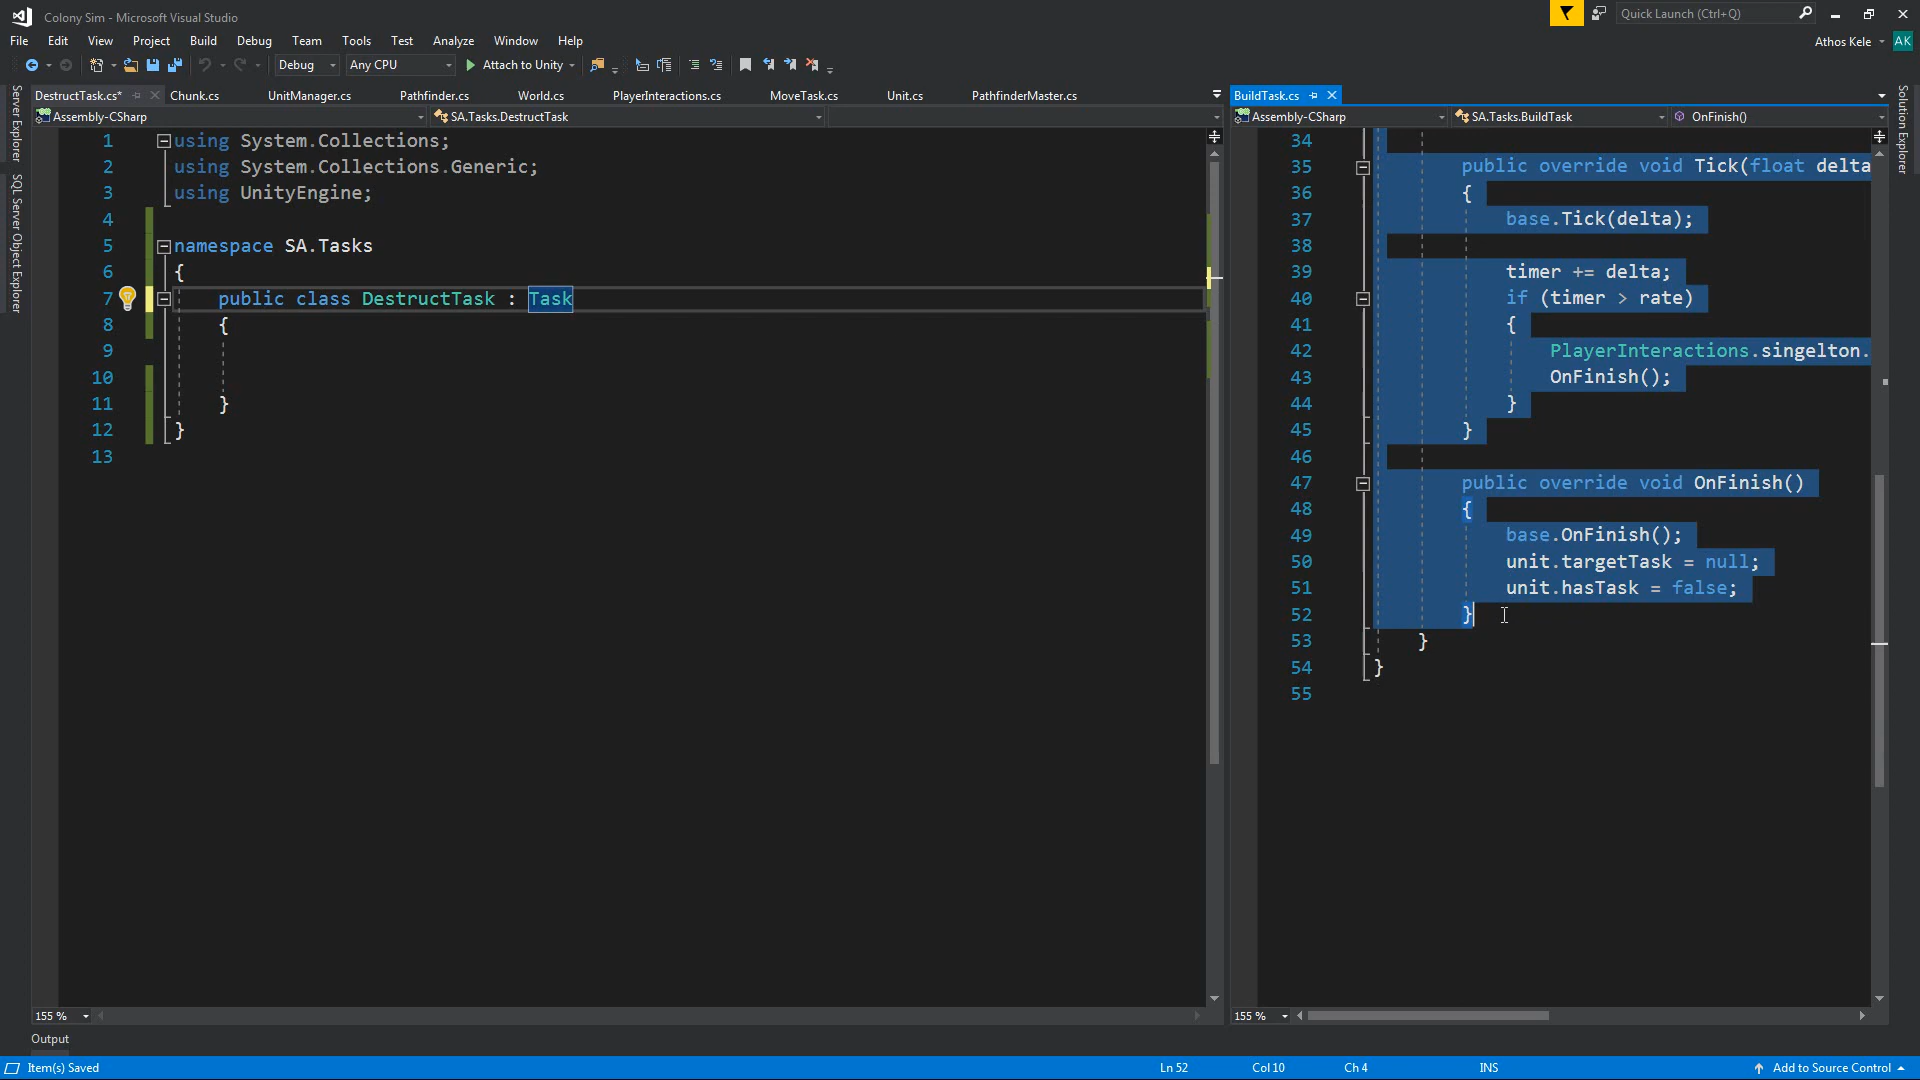 Colony Sim - Microsoft Visual Studio
Quick Launch (Ctrl+Q)
File Edit View Project Build Debug Team Tools Test Analyze Window Help
Athos Kele AK
Debug Any CPU Attach to Unity
Server Explorer
SQL Server Object Explorer
DestructTask.cs* Chunk.cs UnitManager.cs Pathfinder.cs World.cs PlayerInteractions.cs MoveTask.cs Unit.cs PathfinderMaster.cs
Assembly-CSharp SA.Tasks.DestructTask
1 using System.Collections;
2 using System.Collections.Generic;
3 using UnityEngine;
4
5 namespace SA.Tasks
6 {
7 public class DestructTask : Task
8 {
9
10
11 }
12 }
13
155 %
BuildTask.cs
Assembly-CSharp SA.Tasks.BuildTask OnFinish()
34
35 public override void Tick(float delta
36 {
37 base.Tick(delta);
38
39 timer += delta;
40 if (timer > rate)
41 {
42 PlayerInteractions.singelton.
43 OnFinish();
44 }
45 }
46
47 public override void OnFinish()
48 {
49 base.OnFinish();
50 unit.targetTask = null;
51 unit.hasTask = false;
52 }
53 }
54 }
55
155 %
Solution Explorer
Output
Item(s) Saved Ln 52 Col 10 Ch 4 INS Add to Source Control